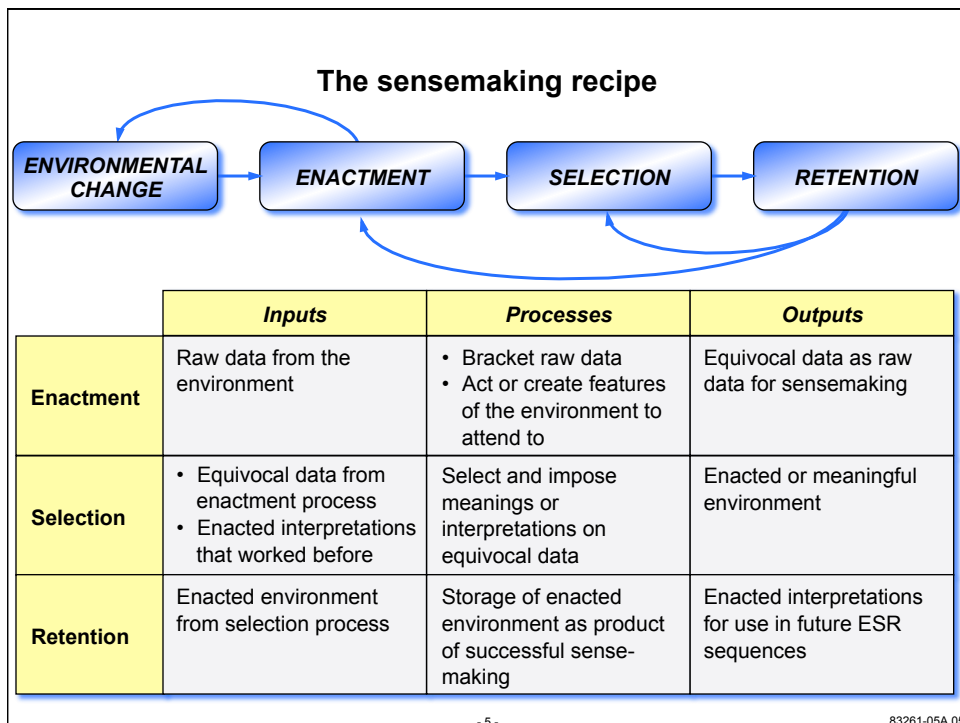 The sensemaking recipe
ENVIRONMENTAL
CHANGE
ENACTMENT
SELECTION
RETENTION
Inputs
Processes
Outputs
Enactment
Raw data from the
environment
• Bracket raw data
• Act or create features
of the environment to
attend to
Equivocal data as raw
data for sensemaking
Selection
• Equivocal data from
enactment process
• Enacted interpretations
that worked before
Select and impose
meanings or
interpretations on
equivocal data
Enacted or meaningful
environment
Retention
Enacted environment
from selection process
Storage of enacted
environment as product
of successful sense-
making
Enacted interpretations
for use in future ESR
sequences
- 5 -
83261-05A.05